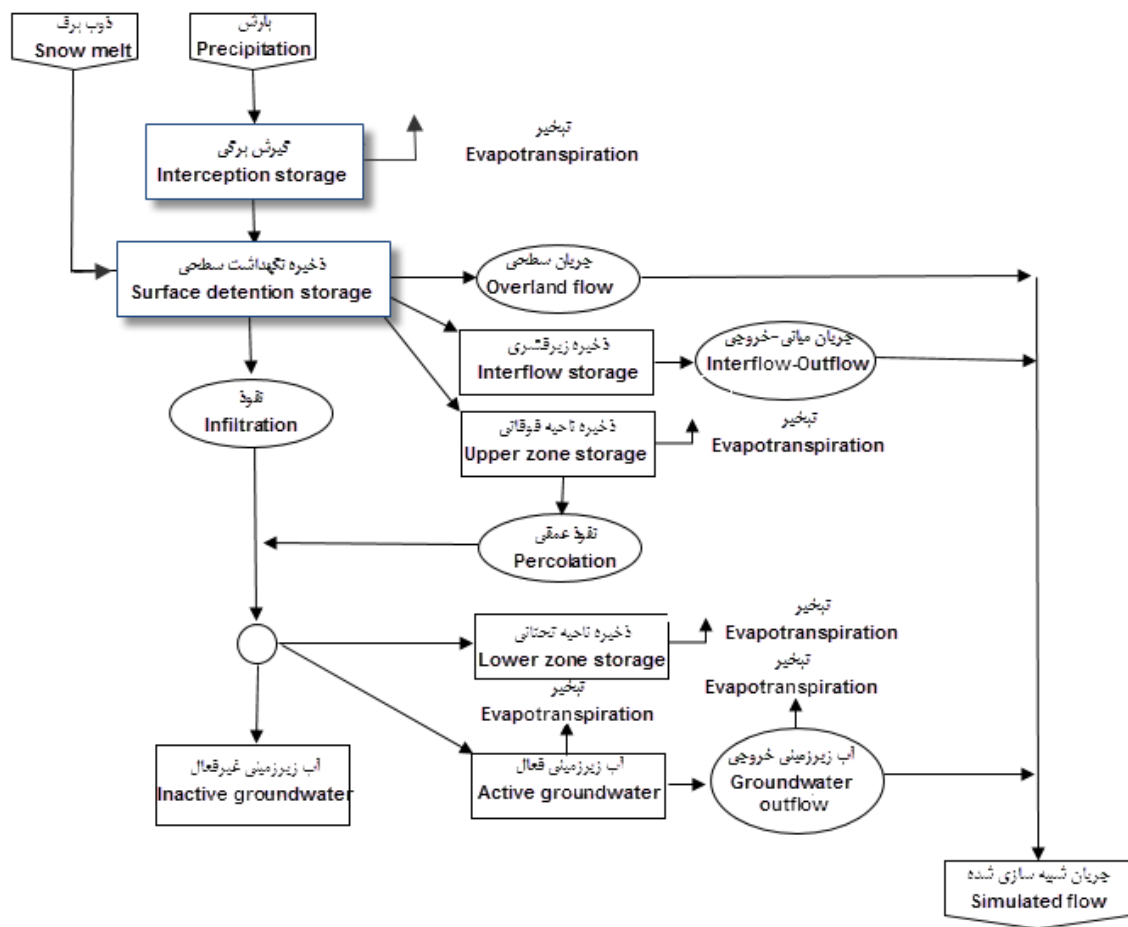 ذوب برف
Snow melt
بارش
Precipitation
گیرش برگی
Interception storage
تبخیر
Evapotranspiration
ذخیره نگهداشت سطحی
Surface detention storage
جریان سطحی
Overland flow
ذخیره زیرقشری
Interflow storage
جریان میانی-خروجی
Interflow-Outflow
نفوذ
Infiltration
ذخیره ناحیه فوقانی
Upper zone storage
تبخیر
Evapotranspiration
نفوذ عمقی
Percolation
ذخیره ناحیه تحتانی
Lower zone storage
تبخیر
Evapotranspiration
تبخیر
Evapotranspiration
تبخیر
Evapotranspiration
آب زیرزمینی غیرفعال
Inactive groundwater
آب زیرزمینی فعال
Active groundwater
آب زیرزمینی خروجی
Groundwater
outflow
جریان شبیه سازی شده
Simulated flow